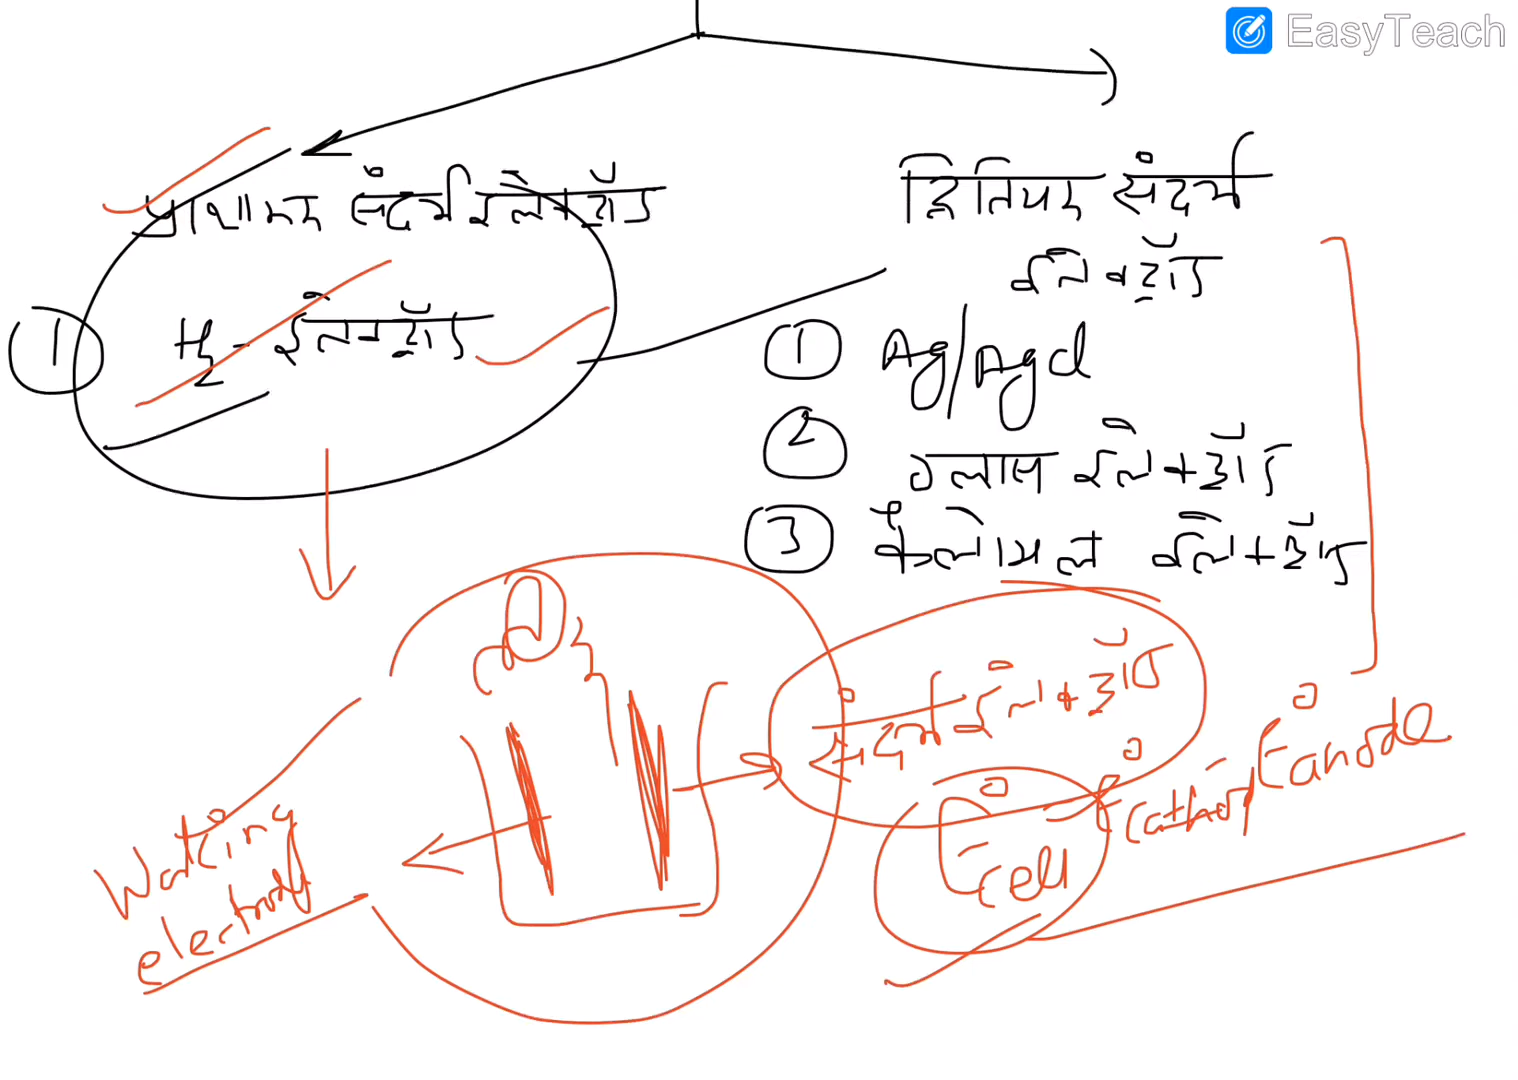 EasyTeach
प्राथमिक संदर्भ इलेक्ट्रॉड
① H2 - इलेक्ट्रॉड
द्वितियक संदर्भ
इलेक्ट्रॉड
① Ag/Agcl
② ग्लास इलेक्ट्रॉड
③ कैलोमल इलेक्ट्रॉड
संदर्भ इलेक्ट्रॉड
E°cell E°cathod E°anode
Working
electrode